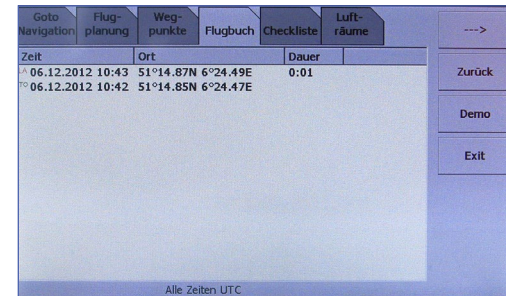 Goto Navigation
Flug-planung
Weg-punkte
Flugbuch
Checkliste
Luft-räume
--->
Zeit Ort Dauer
LA 06.12.2012 10:43 51°14.87N 6°24.49E 0:01
TO 06.12.2012 10:42 51°14.85N 6°24.47E
Zurück
Demo
Exit
Alle Zeiten UTC